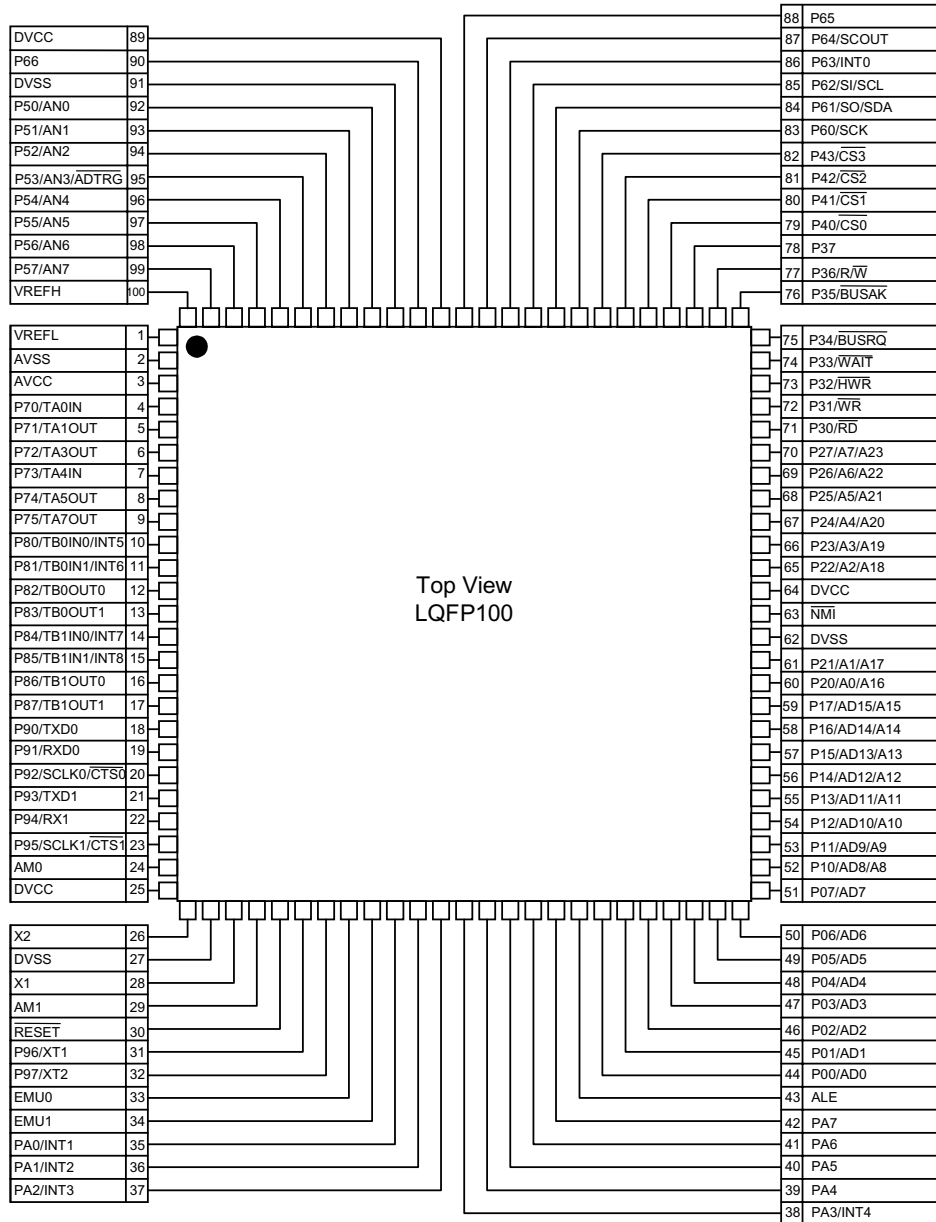 DVCC 89
P66 90
DVSS 91
P50/AN0 92
P51/AN1 93
P52/AN2 94
P53/AN3/ADTRG 95
P54/AN4 96
P55/AN5 97
P56/AN6 98
P57/AN7 99
VREFH 100
88 P65
87 P64/SCOUT
86 P63/INT0
85 P62/SI/SCL
84 P61/SO/SDA
83 P60/SCK
82 P43/CS3
81 P42/CS2
80 P41/CS1
79 P40/CS0
78 P37
77 P36/R/W
76 P35/BUSAK
VREFL 1
AVSS 2
AVCC 3
P70/TA0IN 4
P71/TA1OUT 5
P72/TA3OUT 6
P73/TA4IN 7
P74/TA5OUT 8
P75/TA7OUT 9
P80/TB0IN0/INT5 10
P81/TB0IN1/INT6 11
P82/TB0OUT0 12
P83/TB0OUT1 13
P84/TB1IN0/INT7 14
P85/TB1IN1/INT8 15
P86/TB1OUT0 16
P87/TB1OUT1 17
P90/TXD0 18
P91/RXD0 19
P92/SCLK0/CTS0 20
P93/TXD1 21
P94/RX1 22
P95/SCLK1/CTS1 23
AM0 24
DVCC 25
Top View
LQFP100
75 P34/BUSRQ
74 P33/WAIT
73 P32/HWR
72 P31/WR
71 P30/RD
70 P27/A7/A23
69 P26/A6/A22
68 P25/A5/A21
67 P24/A4/A20
66 P23/A3/A19
65 P22/A2/A18
64 DVCC
63 NMI
62 DVSS
61 P21/A1/A17
60 P20/A0/A16
59 P17/AD15/A15
58 P16/AD14/A14
57 P15/AD13/A13
56 P14/AD12/A12
55 P13/AD11/A11
54 P12/AD10/A10
53 P11/AD9/A9
52 P10/AD8/A8
51 P07/AD7
X2 26
DVSS 27
X1 28
AM1 29
RESET 30
P96/XT1 31
P97/XT2 32
EMU0 33
EMU1 34
PA0/INT1 35
PA1/INT2 36
PA2/INT3 37
50 P06/AD6
49 P05/AD5
48 P04/AD4
47 P03/AD3
46 P02/AD2
45 P01/AD1
44 P00/AD0
43 ALE
42 PA7
41 PA6
40 PA5
39 PA4
38 PA3/INT4